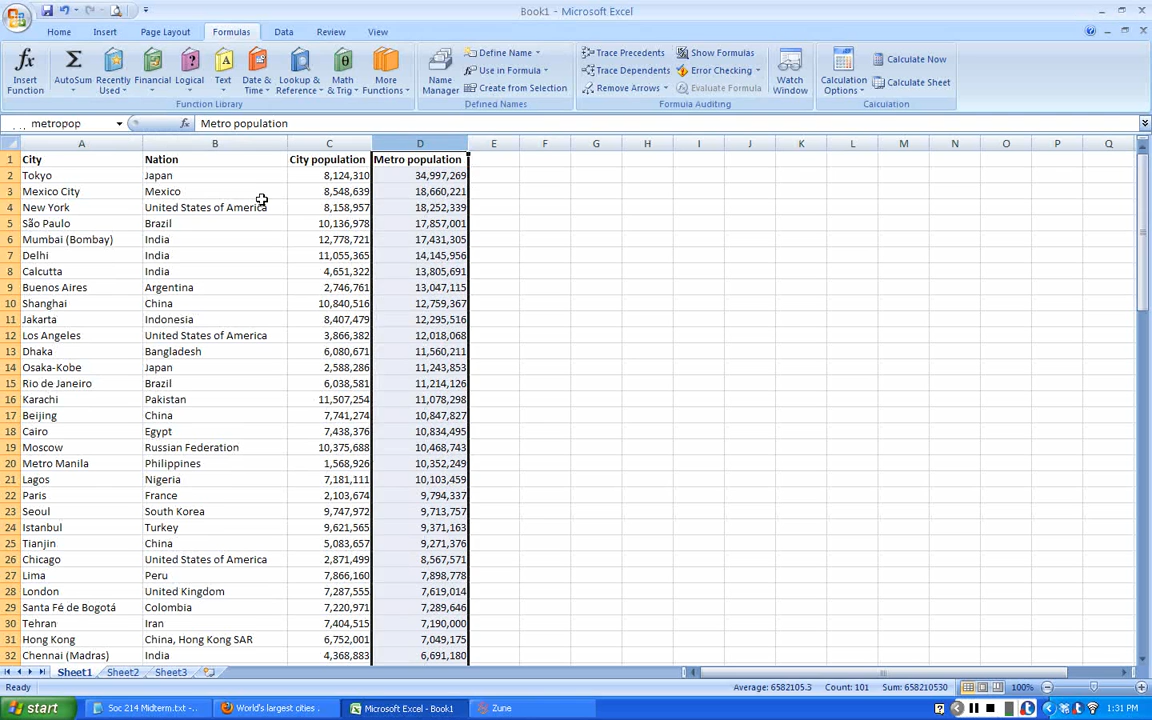 Book1 - Microsoft Excel
Home Insert Page Layout Formulas Data Review View
Insert Function
AutoSum
Recently Used
Financial
Logical
Text
Date & Time
Lookup & Reference
Math & Trig
More Functions
Function Library
Name Manager
Define Name
Use in Formula
Create from Selection
Defined Names
Trace Precedents
Trace Dependents
Remove Arrows
Show Formulas
Error Checking
Evaluate Formula
Formula Auditing
Watch Window
Calculation Options
Calculate Now
Calculate Sheet
Calculation
metropop fx Metro population
A B C D E F G H I J K L M N O P Q
1 City Nation City population Metro population
2 Tokyo Japan 8,124,310 34,997,269
3 Mexico City Mexico 8,548,639 18,660,221
4 New York United States of America 8,158,957 18,252,339
5 São Paulo Brazil 10,136,978 17,857,001
6 Mumbai (Bombay) India 12,778,721 17,431,305
7 Delhi India 11,055,365 14,145,956
8 Calcutta India 4,651,322 13,805,691
9 Buenos Aires Argentina 2,746,761 13,047,115
10 Shanghai China 10,840,516 12,759,367
11 Jakarta Indonesia 8,407,479 12,295,516
12 Los Angeles United States of America 3,866,382 12,018,068
13 Dhaka Bangladesh 6,080,671 11,560,211
14 Osaka-Kobe Japan 2,588,286 11,243,853
15 Rio de Janeiro Brazil 6,038,581 11,214,126
16 Karachi Pakistan 11,507,254 11,078,298
17 Beijing China 7,741,274 10,847,827
18 Cairo Egypt 7,438,376 10,834,495
19 Moscow Russian Federation 10,375,688 10,468,743
20 Metro Manila Philippines 1,568,926 10,352,249
21 Lagos Nigeria 7,181,111 10,103,459
22 Paris France 2,103,674 9,794,337
23 Seoul South Korea 9,747,972 9,713,757
24 Istanbul Turkey 9,621,565 9,371,163
25 Tianjin China 5,083,657 9,271,376
26 Chicago United States of America 2,871,499 8,567,571
27 Lima Peru 7,866,160 7,898,778
28 London United Kingdom 7,287,555 7,619,014
29 Santa Fé de Bogotá Colombia 7,220,971 7,289,646
30 Tehran Iran 7,404,515 7,190,000
31 Hong Kong China, Hong Kong SAR 6,752,001 7,049,175
32 Chennai (Madras) India 4,368,883 6,691,180
Sheet1 Sheet2 Sheet3
Ready Average: 6582105.3 Count: 101 Sum: 658210530 100%
start Soc 214 Midterm.txt -... World's largest cities ... Microsoft Excel - Book1 Zune 1:31 PM